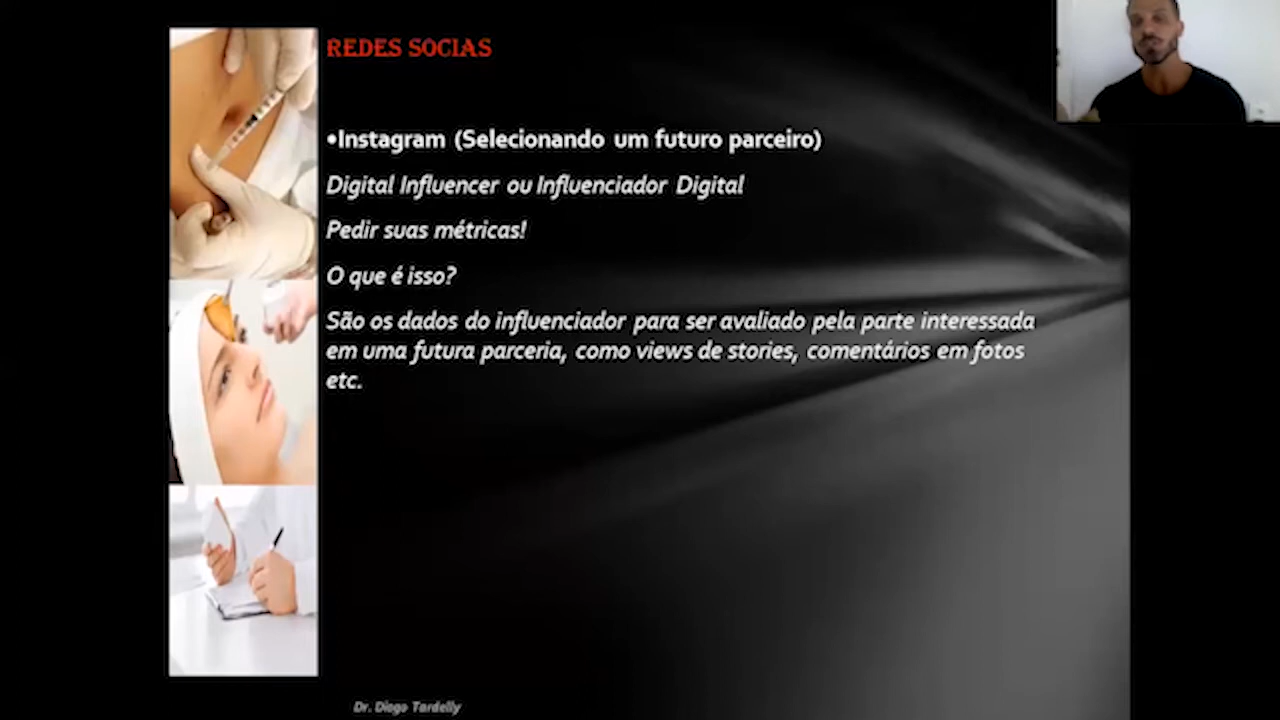 REDES SOCIAS
•Instagram (Selecionando um futuro parceiro)
Digital Influencer ou Influenciador Digital
Pedir suas métricas!
O que é isso?
São os dados do influenciador para ser avaliado pela parte interessada
em uma futura parceria, como views de stories, comentários em fotos
etc.
Dr. Diogo Tardelly